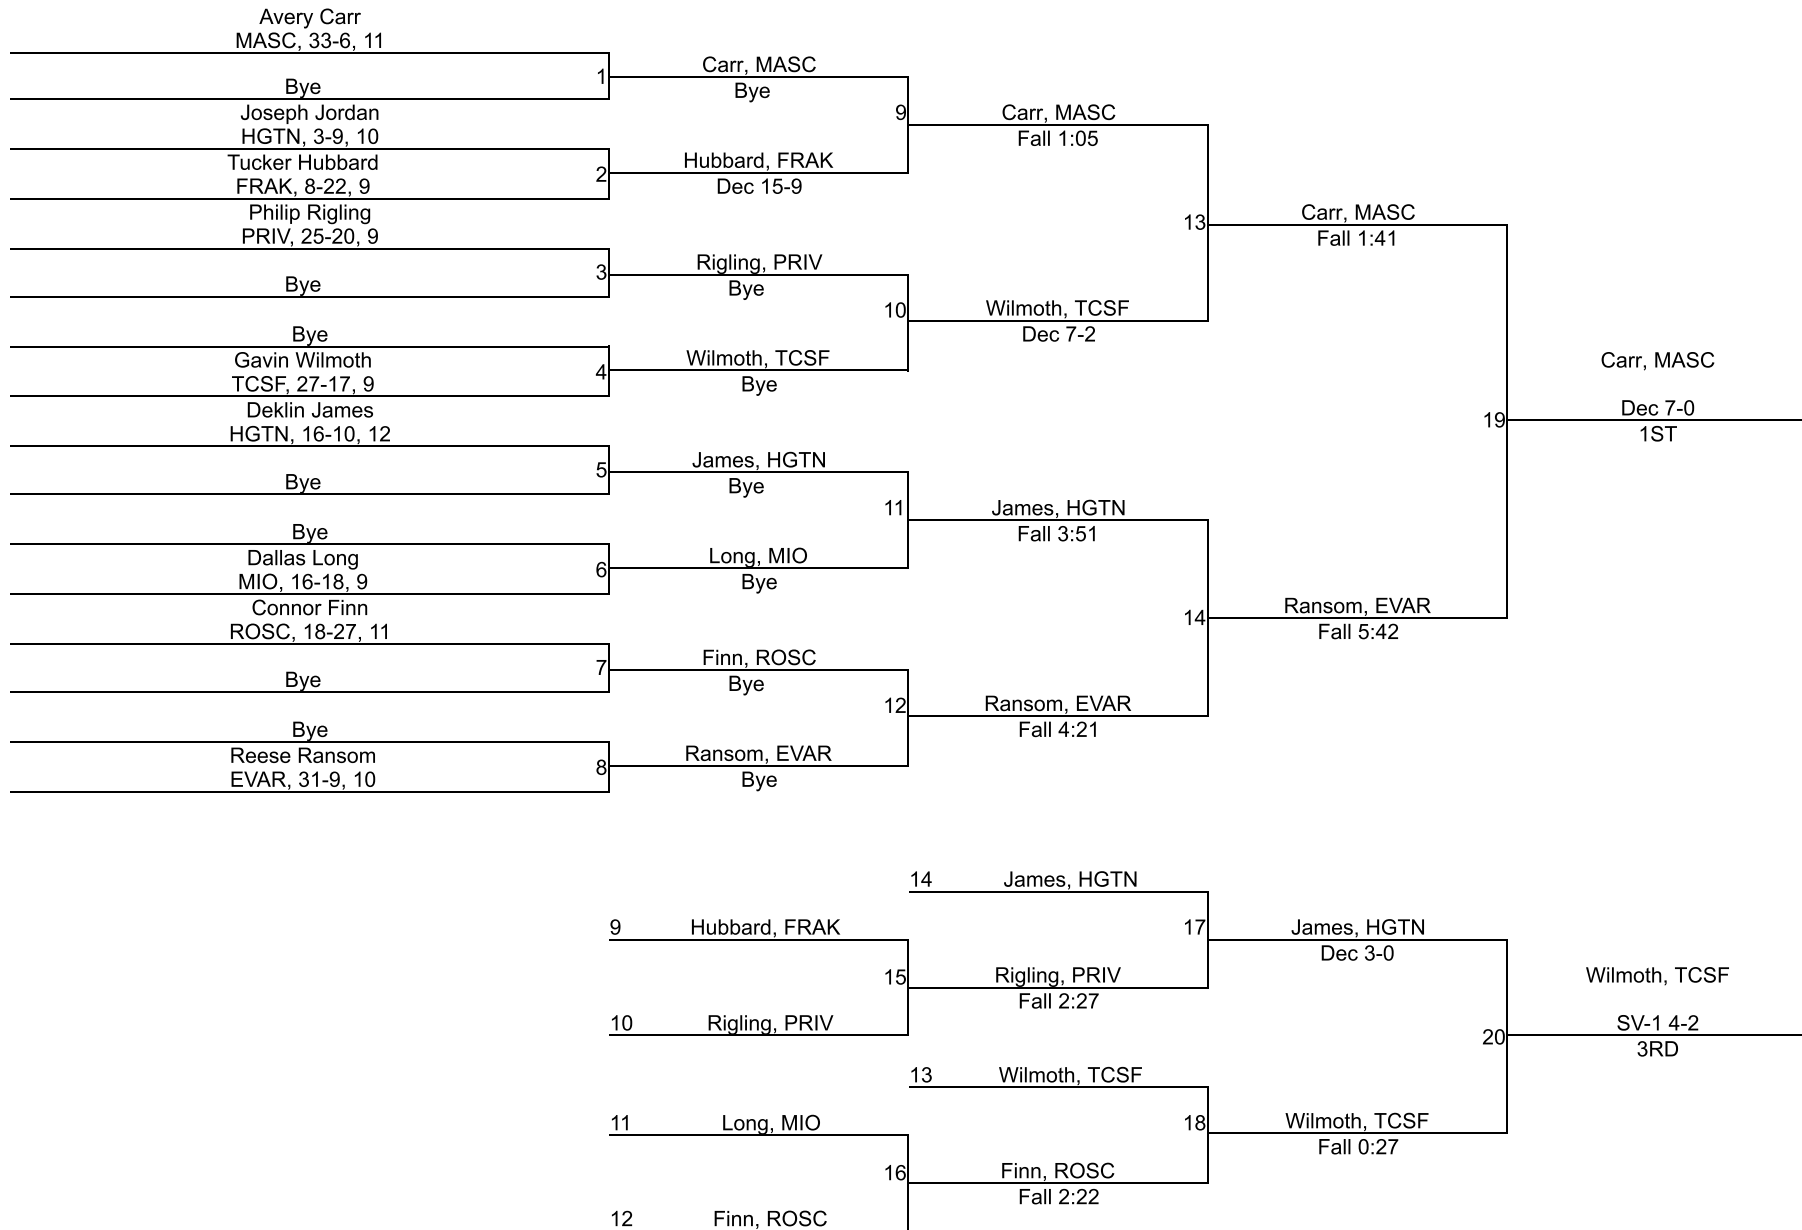 Avery Carr
MASC, 33-6, 11
Bye
1
Joseph Jordan
HGTN, 3-9, 10
Tucker Hubbard
FRAK, 8-22, 9
2
Philip Rigling
PRIV, 25-20, 9
Bye
3
Bye
Gavin Wilmoth
TCSF, 27-17, 9
4
Deklin James
HGTN, 16-10, 12
Bye
5
Bye
Dallas Long
MIO, 16-18, 9
6
Connor Finn
ROSC, 18-27, 11
Bye
7
Bye
Reese Ransom
EVAR, 31-9, 10
8
Carr, MASC
Bye
9
Hubbard, FRAK
Dec 15-9
Rigling, PRIV
Bye
10
Wilmoth, TCSF
Bye
James, HGTN
Bye
11
Long, MIO
Bye
Finn, ROSC
Bye
12
Ransom, EVAR
Bye
Carr, MASC
Fall 1:05
13
Wilmoth, TCSF
Dec 7-2
James, HGTN
Fall 3:51
14
Ransom, EVAR
Fall 4:21
Carr, MASC
Fall 1:41
19
Ransom, EVAR
Fall 5:42
Carr, MASC
Dec 7-0
1ST
14 James, HGTN
9 Hubbard, FRAK
17
15
Rigling, PRIV
Fall 2:27
10 Rigling, PRIV
James, HGTN
Dec 3-0
13 Wilmoth, TCSF
11 Long, MIO
18
16
Finn, ROSC
Fall 2:22
12 Finn, ROSC
Wilmoth, TCSF
Fall 0:27
20
Wilmoth, TCSF
SV-1 4-2
3RD